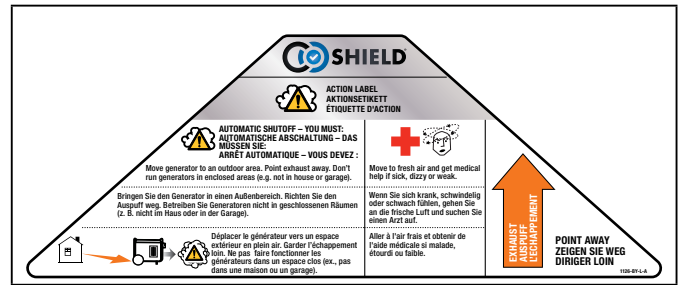 CO SHIELD
ACTION LABEL
AKTIONSETIKETT
ÉTIQUETTE D'ACTION
AUTOMATIC SHUTOFF – YOU MUST:
AUTOMATISCHE ABSCHALTUNG – DAS
MÜSSEN SIE:
ARRÊT AUTOMATIQUE – VOUS DEVEZ :
Move generator to an outdoor area. Point exhaust away. Don't
run generators in enclosed areas (e.g. not in house or garage).
Move to fresh air and get medical
help if sick, dizzy or weak.
Bringen Sie den Generator in einen Außenbereich. Richten Sie den
Auspuff weg. Betreiben Sie Generatoren nicht in geschlossenen Räumen
(z. B. nicht im Haus oder in der Garage).
Wenn Sie sich krank, schwindelig
oder schwach fühlen, gehen Sie
an die frische Luft und suchen Sie
einen Arzt auf.
Déplacer le générateur vers un espace
extérieur en plein air. Garder l'échappement
loin. Ne pas faire fonctionner les
générateurs dans un espace clos (ex., pas
dans une maison ou un garage).
Aller à l'air frais et obtenir de
l'aide médicale si malade,
étourdi ou faible.
EXHAUST
AUSPUFF
L'ÉCHAPPEMENT
POINT AWAY
ZEIGEN SIE WEG
DIRIGER LOIN
1126-BY-L-A